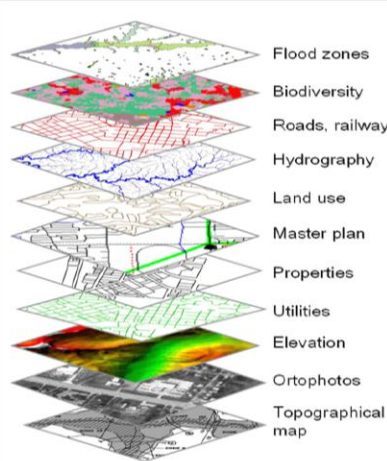 Flood zones
Biodiversity
Roads, railway
Hydrography
Land use
Master plan
Properties
Utilities
Elevation
Ortophotos
Topographical
map